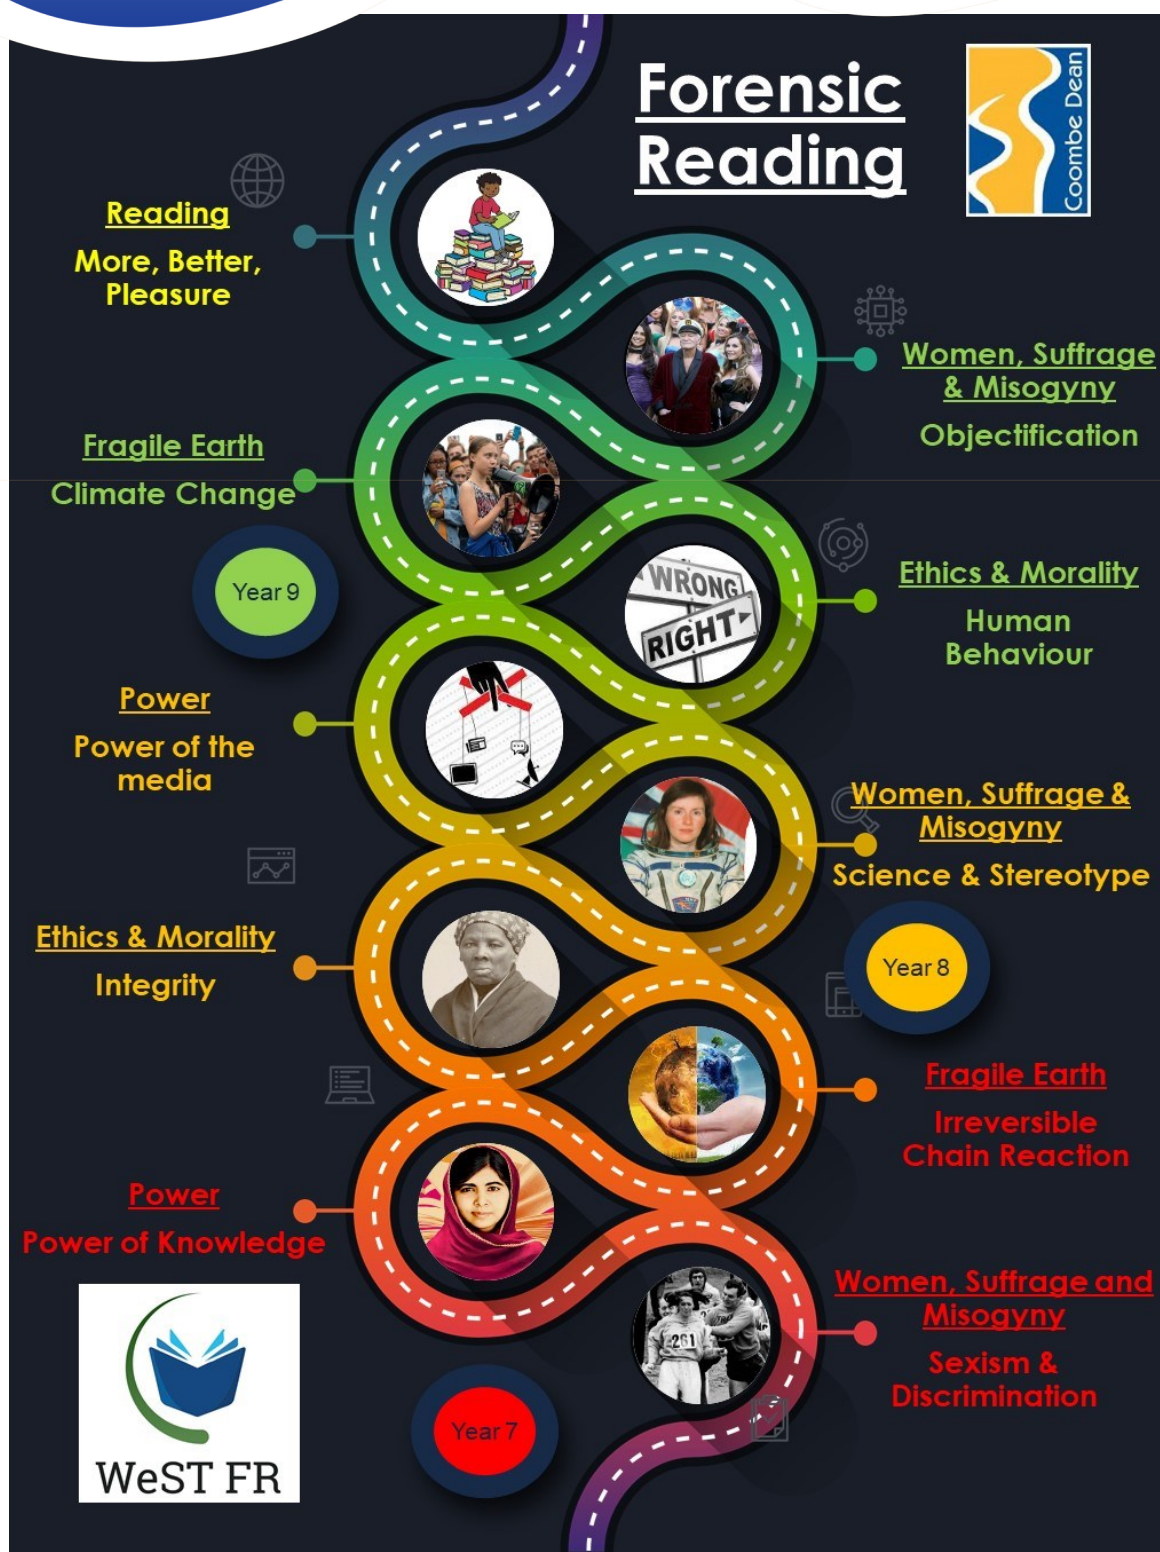 Forensic
Reading
Coombe Dean
Reading
More, Better,
Pleasure
Women, Suffrage
& Misogyny
Objectification
Fragile Earth
Climate Change
Year 9
Ethics & Morality
Human
Behaviour
WRONG
RIGHT
Power
Power of the
media
Women, Suffrage &
Misogyny
Science & Stereotype
Ethics & Morality
Integrity
Year 8
Fragile Earth
Irreversible
Chain Reaction
Power
Power of Knowledge
Women, Suffrage and
Misogyny
Sexism &
Discrimination
261
Year 7
WeST FR